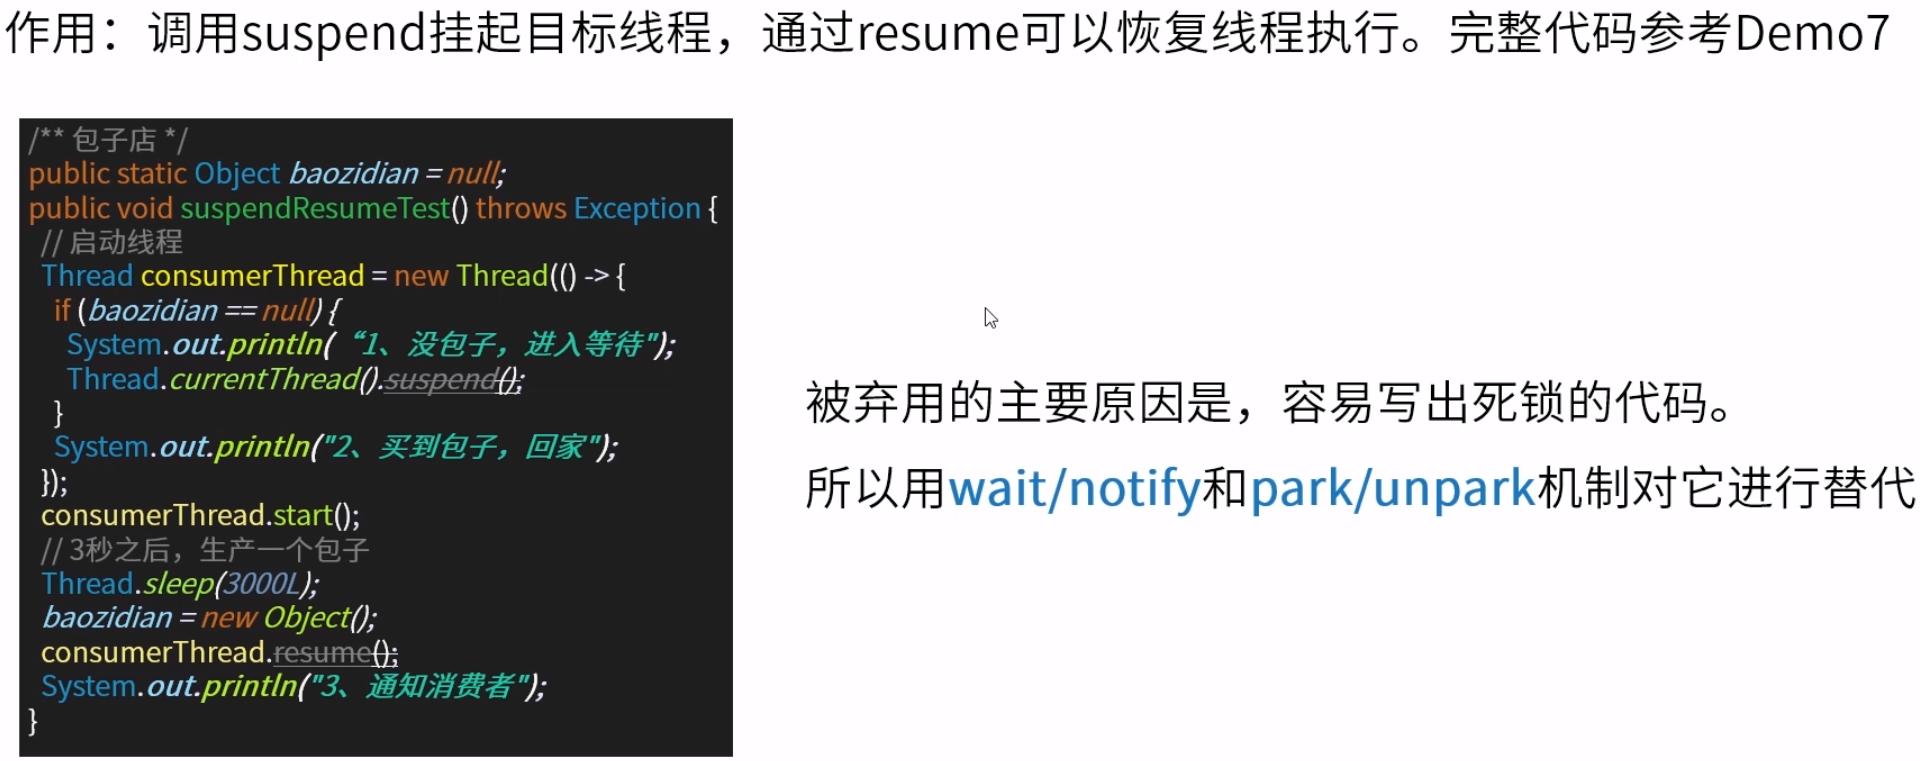 作用：调用suspend挂起目标线程，通过resume可以恢复线程执行。完整代码参考Demo7
/** 包子店 */
public static Object baozidian = null;
public void suspendResumeTest() throws Exception {
// 启动线程
Thread consumerThread = new Thread(() -> {
if (baozidian == null) {
System.out.println( “1、没包子，进入等待");
Thread.currentThread().suspend();
}
System.out.println("2、买到包子，回家");
});
consumerThread.start();
// 3秒之后，生产一个包子
Thread.sleep(3000L);
baozidian = new Object();
consumerThread.resume();
System.out.println("3、通知消费者");
}
被弃用的主要原因是，容易写出死锁的代码。
所以用wait/notify和park/unpark机制对它进行替代